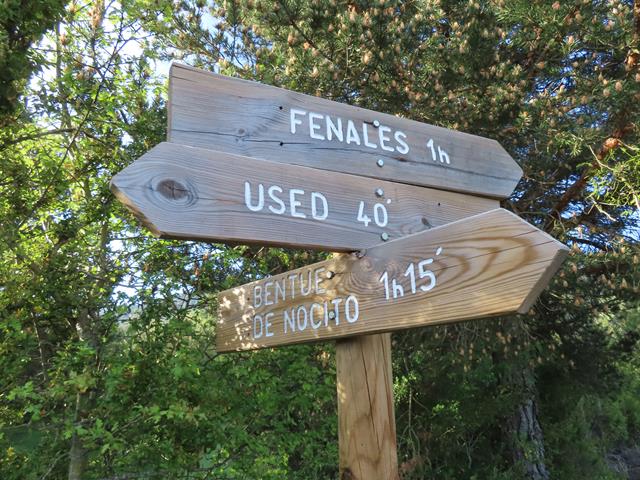 FENALES 1h
USED 40´
BENTUE
DE NOCITO 1h15´